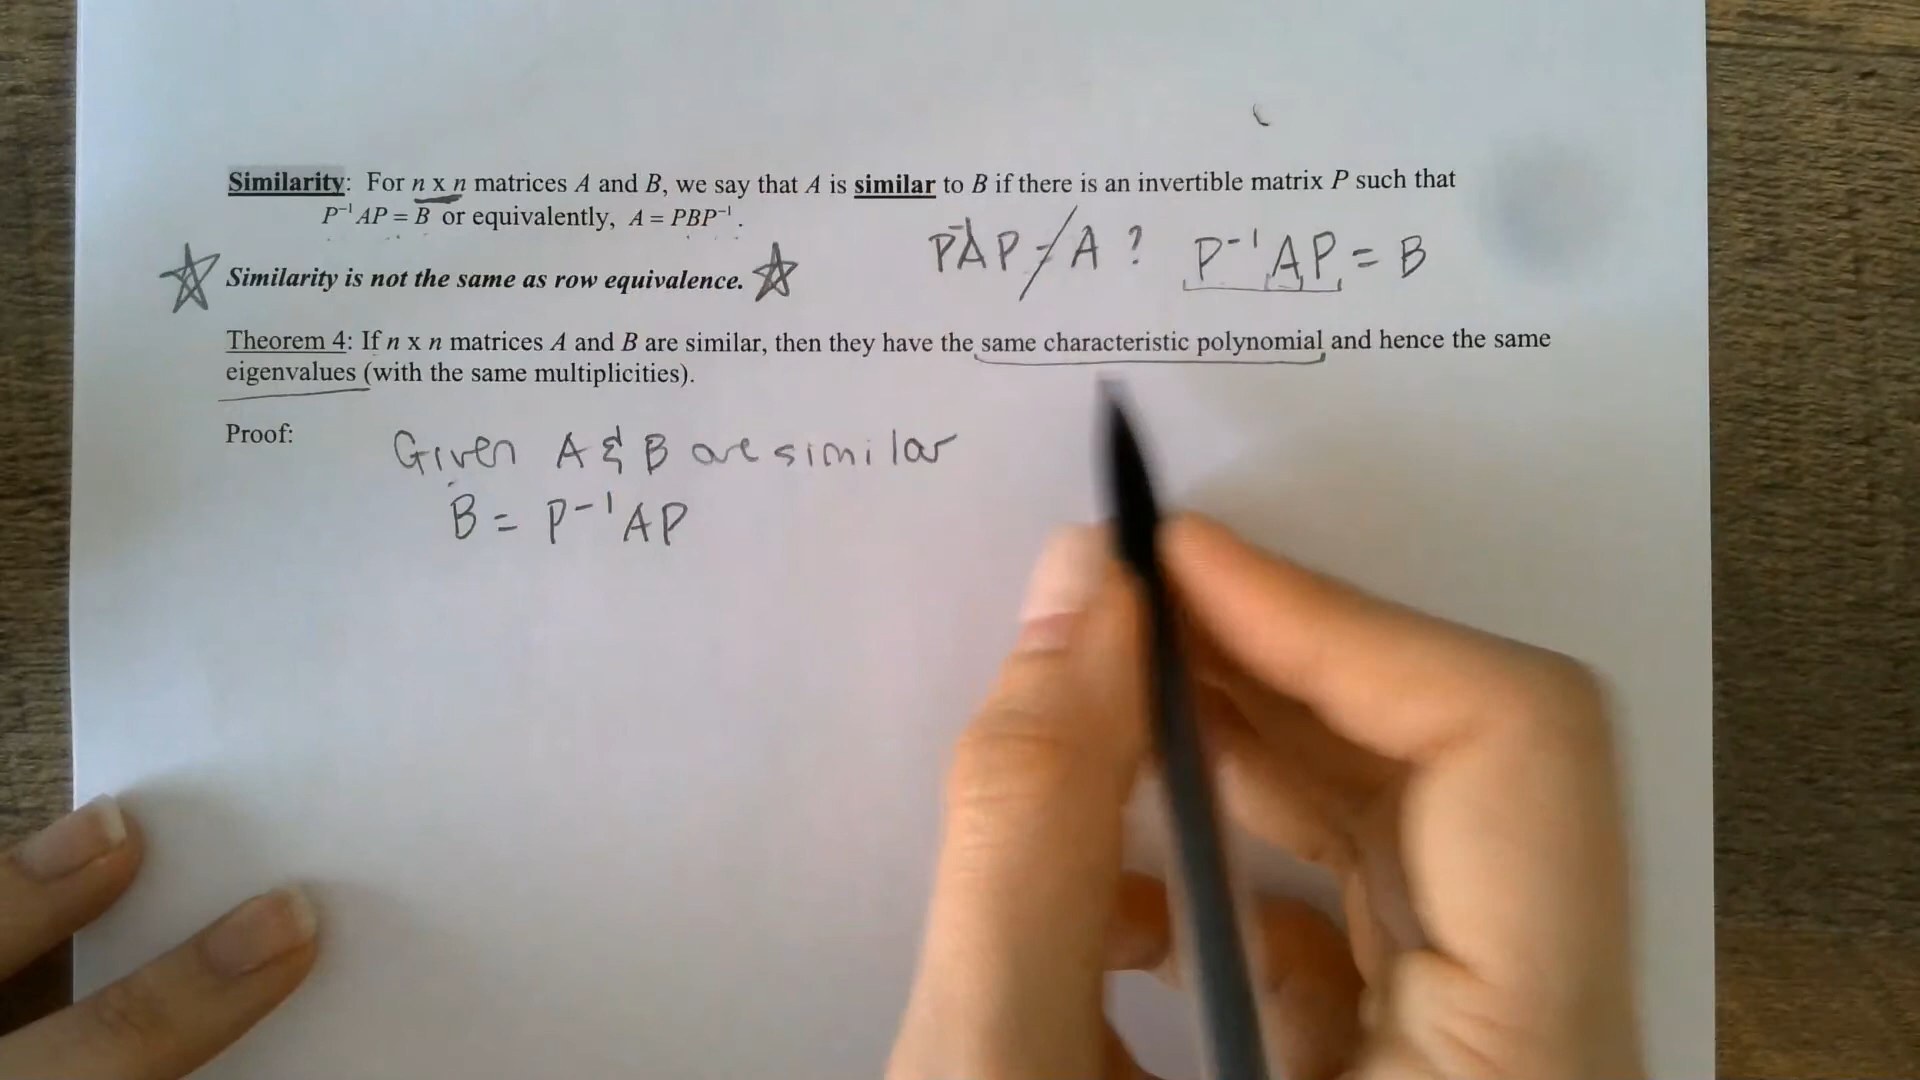 Similarity: For n x n matrices A and B, we say that A is similar to B if there is an invertible matrix P such that
P⁻¹AP = B or equivalently, A = PBP⁻¹.
P⁻¹AP ≠ A ? P⁻¹AP = B
Similarity is not the same as row equivalence.
Theorem 4: If n x n matrices A and B are similar, then they have the same characteristic polynomial and hence the same
eigenvalues (with the same multiplicities).
Proof: Given A & B are similar
B = P⁻¹AP